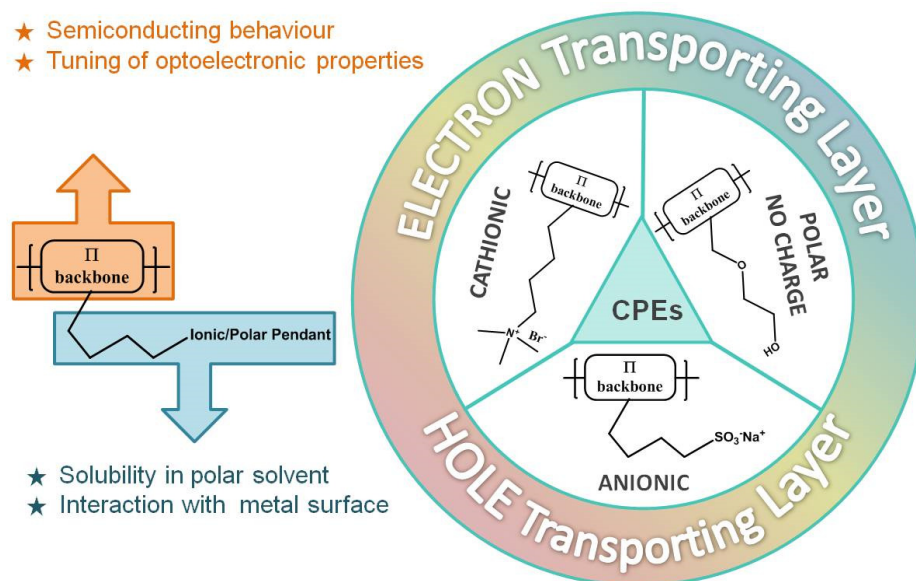 ★ Semiconducting behaviour
★ Tuning of optoelectronic properties
Π
backbone
Ionic/Polar Pendant
★ Solubility in polar solvent
★ Interaction with metal surface
ELECTRON Transporting Layer
CATHIONIC
Π
backbone
N⁺
Br⁻
Π
backbone
O
HO
POLAR
NO CHARGE
CPEs
Π
backbone
SO₃⁻Na⁺
ANIONIC
HOLE Transporting Layer